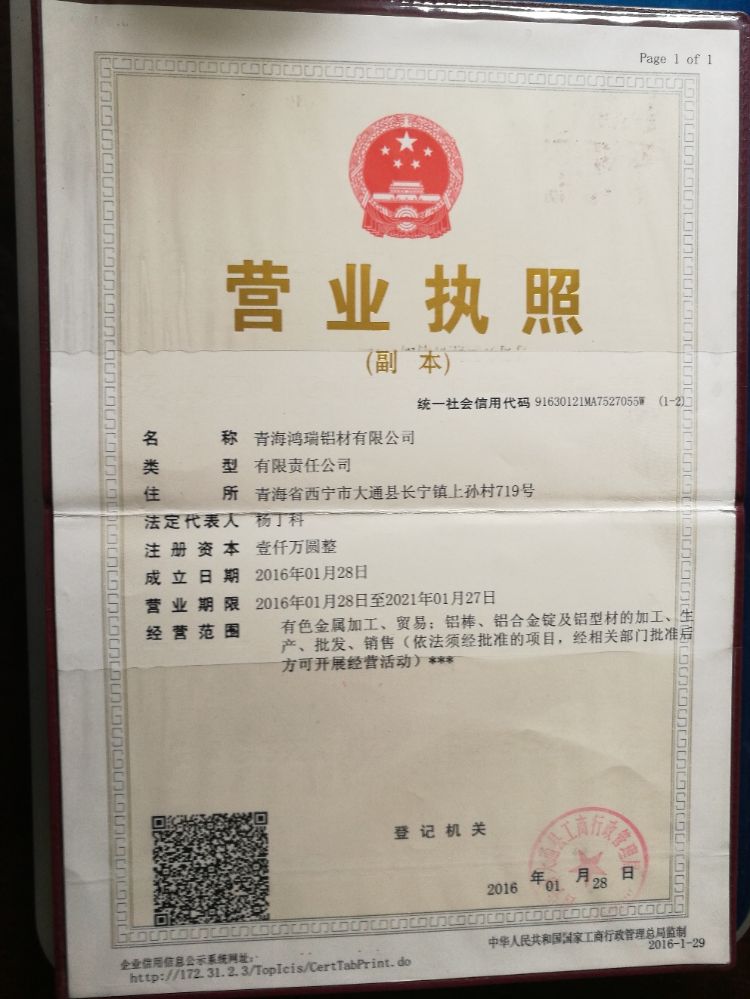 Page 1 of 1
营业执照
(副 本)
统一社会信用代码 91630121MA7527055W (1-2)
名 称 青海鸿瑞铝材有限公司
类 型 有限责任公司
住 所 青海省西宁市大通县长宁镇上孙村719号
法定代表人 杨丁科
注册资本 壹仟万圆整
成立日期 2016年01月28日
营业期限 2016年01月28日至2021年01月27日
经营范围 有色金属加工、贸易；铝棒、铝合金锭及铝型材的加工、生
产、批发、销售（依法须经批准的项目，经相关部门批准后
方可开展经营活动）***
登记机关
2016 年 01 月 28 日
企业信用信息公示系统网址：
http://172.31.2.3/TopIcis/CertTabPrint.do
中华人民共和国国家工商行政管理总局监制
2016-1-29